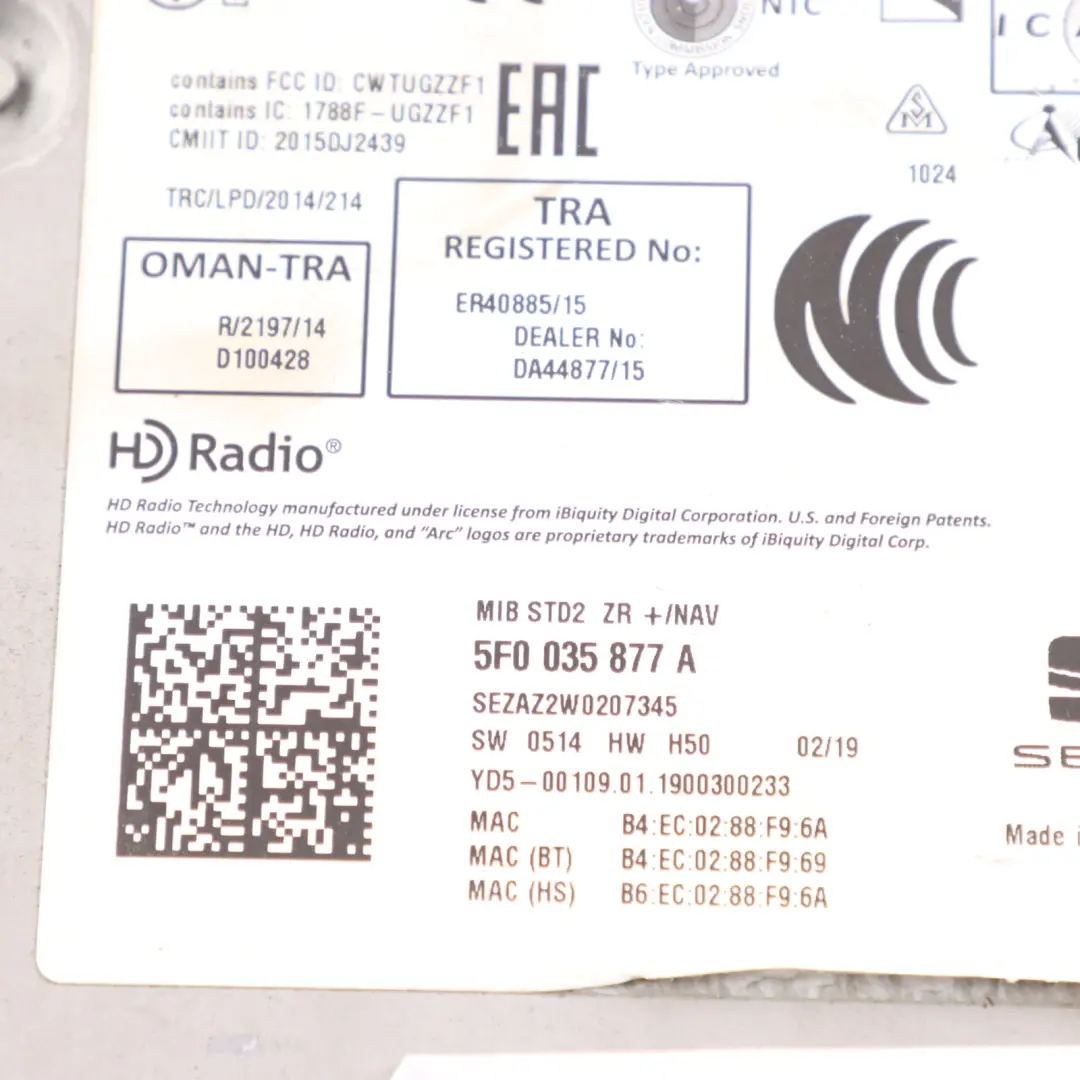 NTC
Type Approved
contains FCC ID: CWTUGZZF1
contains IC: 1788F-UGZZF1
CMIIT ID: 2015DJ2439
EAC
1024
TRC/LPD/2014/214
OMAN-TRA
R/2197/14
D100428
TRA
REGISTERED No:
ER40885/15
DEALER No:
DA44877/15
HD Radio®
HD Radio Technology manufactured under license from iBiquity Digital Corporation. U.S. and Foreign Patents.
HD Radio™ and the HD, HD Radio, and “Arc” logos are proprietary trademarks of iBiquity Digital Corp.
MIB STD2 ZR +/NAV
5F0 035 877 A
SEZAZ2W0207345
SW 0514 HW H50 02/19
YD5-00109.01.1900300233
MAC B4:EC:02:88:F9:6A
MAC (BT) B4:EC:02:88:F9:69
MAC (HS) B6:EC:02:88:F9:6A
SE
Made i